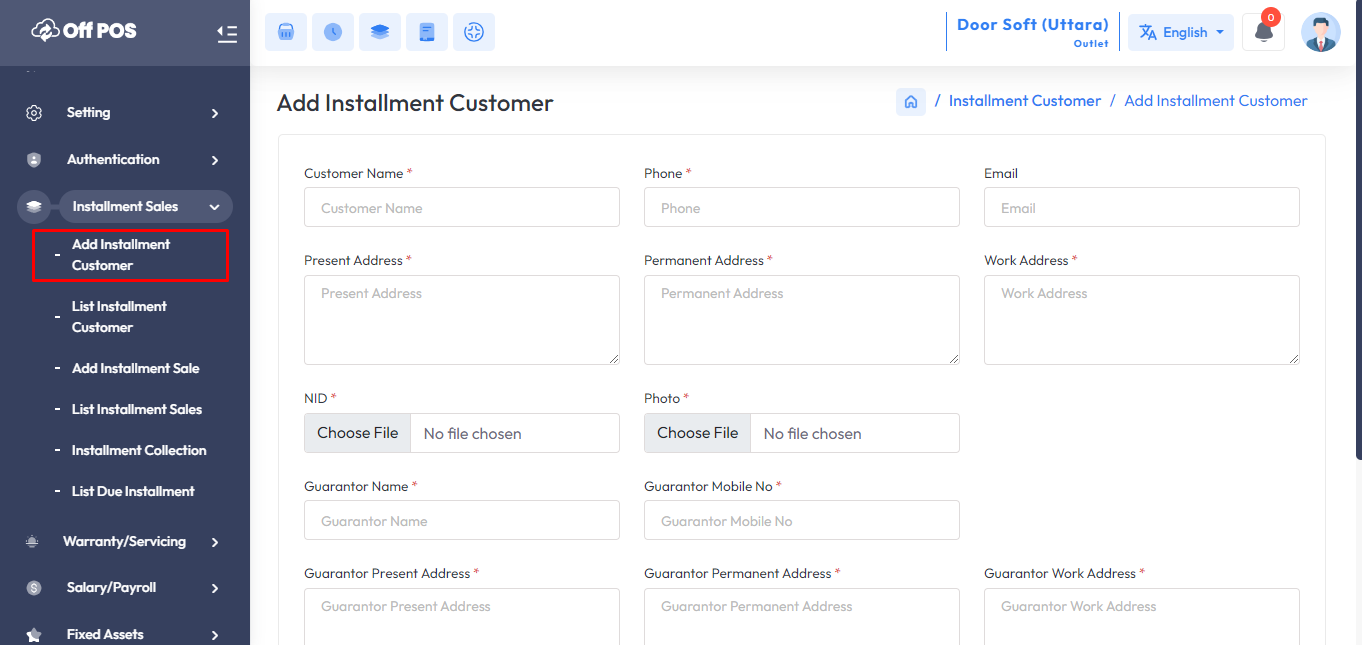 Off POS
Door Soft (Uttara)
Outlet
English
0
Setting
Authentication
Installment Sales
- Add Installment
Customer
- List Installment
Customer
- Add Installment Sale
- List Installment Sales
- Installment Collection
- List Due Installment
Warranty/Servicing
Salary/Payroll
Fixed Assets
Add Installment Customer
/ Installment Customer / Add Installment Customer
Customer Name * Phone * Email
Customer Name Phone Email
Present Address * Permanent Address * Work Address *
Present Address Permanent Address Work Address
NID * Photo *
Choose File No file chosen Choose File No file chosen
Guarantor Name * Guarantor Mobile No *
Guarantor Name Guarantor Mobile No
Guarantor Present Address * Guarantor Permanent Address * Guarantor Work Address *
Guarantor Present Address Guarantor Permanent Address Guarantor Work Address